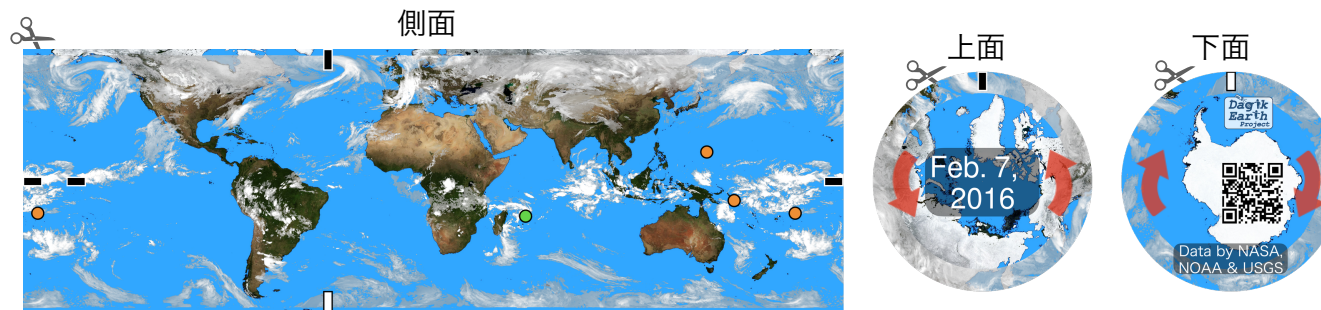 側面
上面
下面
Feb. 7,
2016
Dagik
Earth
Project
Data by NASA,
NOAA & USGS